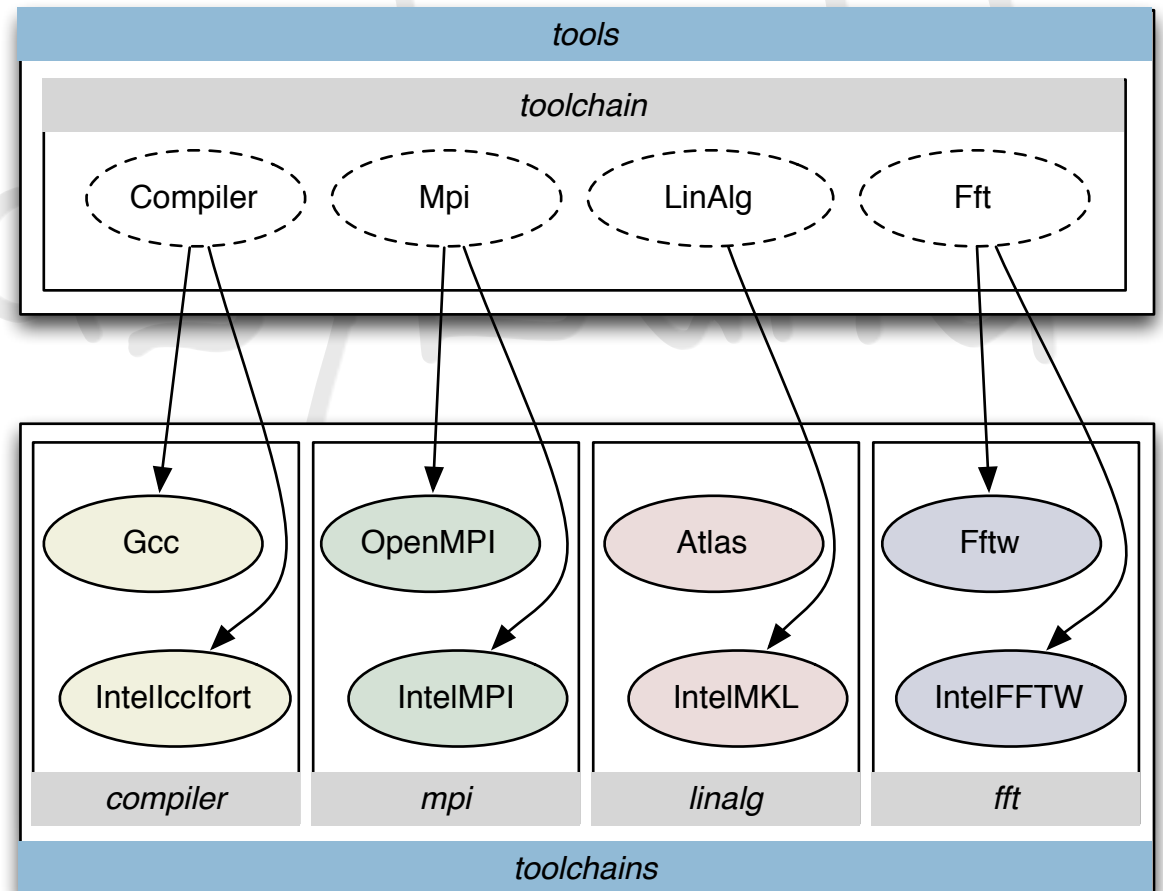 tools
toolchain
Compiler Mpi LinAlg Fft
Gcc OpenMPI Atlas Fftw
IntelIccIfort IntelMPI IntelMKL IntelFFTW
compiler mpi linalg fft
toolchains